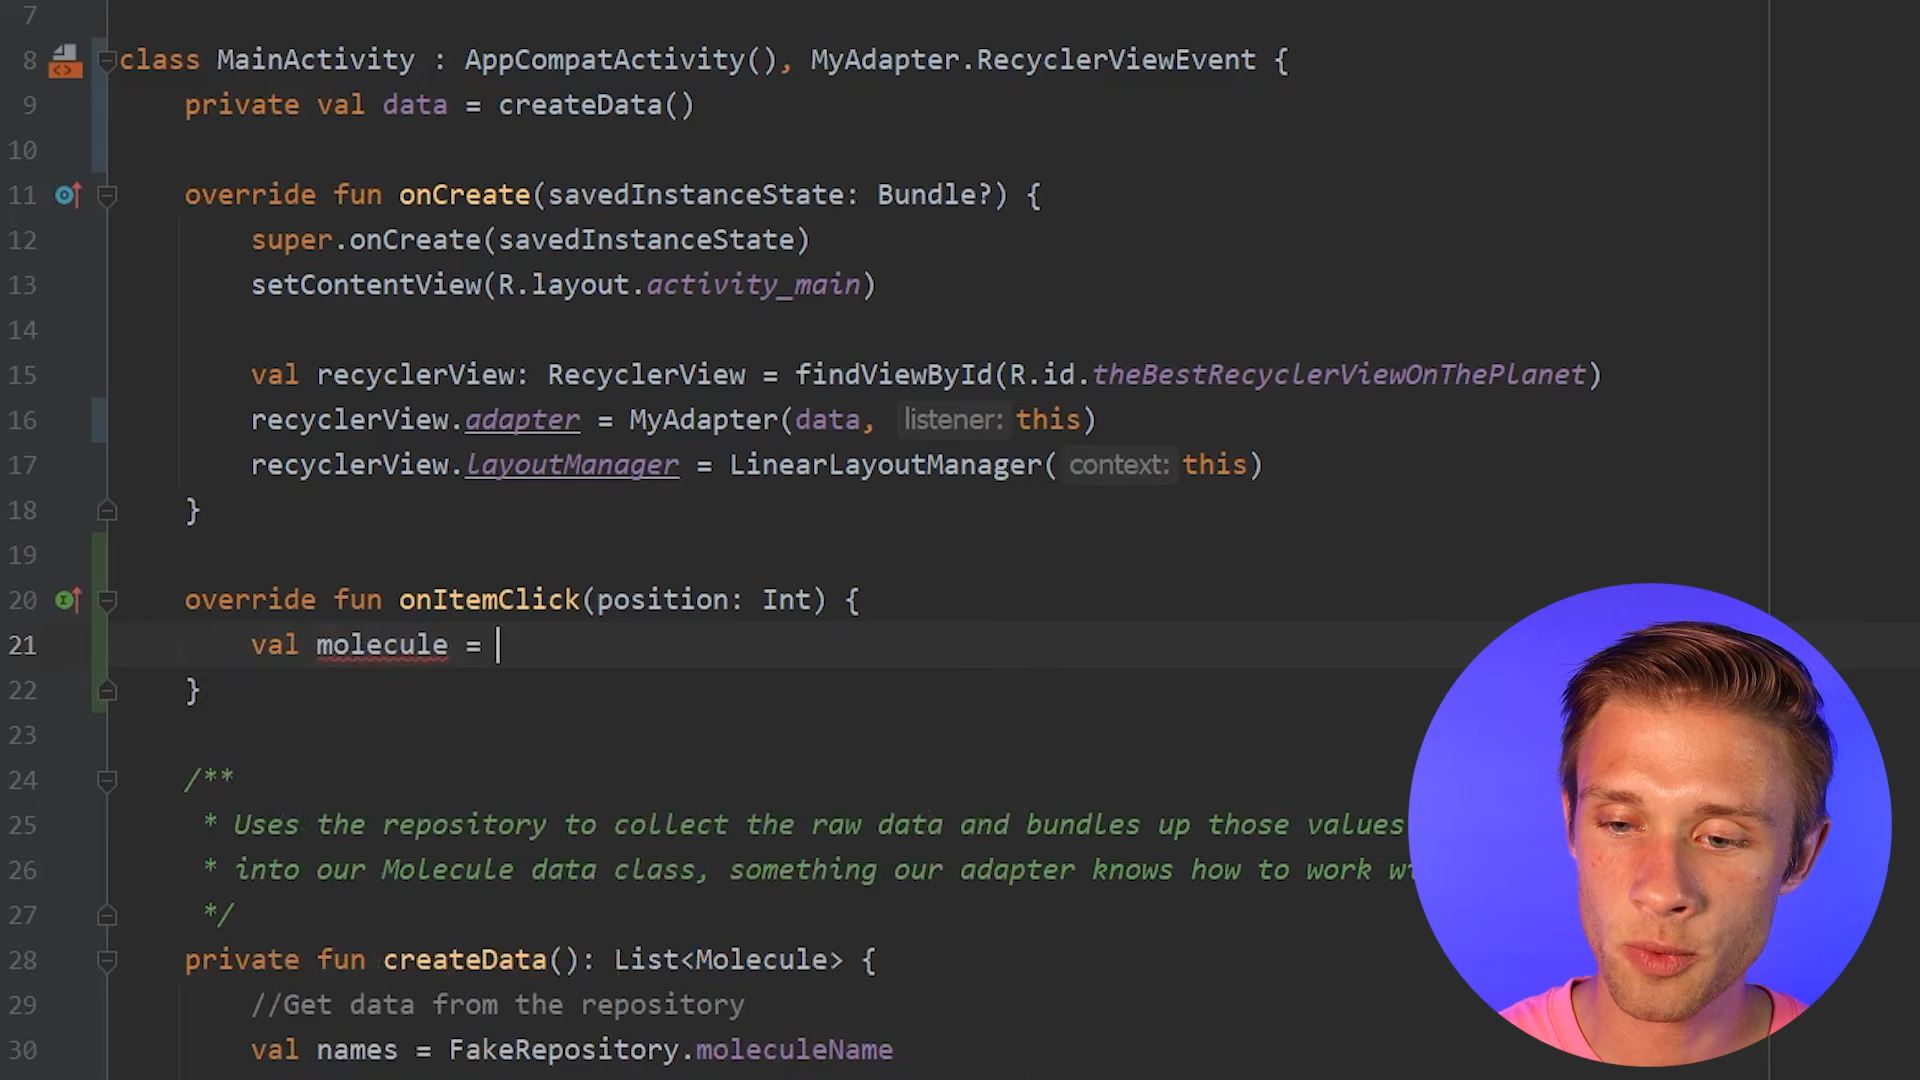 7
8 class MainActivity : AppCompatActivity(), MyAdapter.RecyclerViewEvent {
9 private val data = createData()
10
11 override fun onCreate(savedInstanceState: Bundle?) {
12 super.onCreate(savedInstanceState)
13 setContentView(R.layout.activity_main)
14
15 val recyclerView: RecyclerView = findViewById(R.id.theBestRecyclerViewOnThePlanet)
16 recyclerView.adapter = MyAdapter(data, listener: this)
17 recyclerView.layoutManager = LinearLayoutManager( context: this)
18 }
19
20 override fun onItemClick(position: Int) {
21 val molecule =
22 }
23
24 /**
25 * Uses the repository to collect the raw data and bundles up those values
26 * into our Molecule data class, something our adapter knows how to work
27 */
28 private fun createData(): List<Molecule> {
29 //Get data from the repository
30 val names = FakeRepository.moleculeName